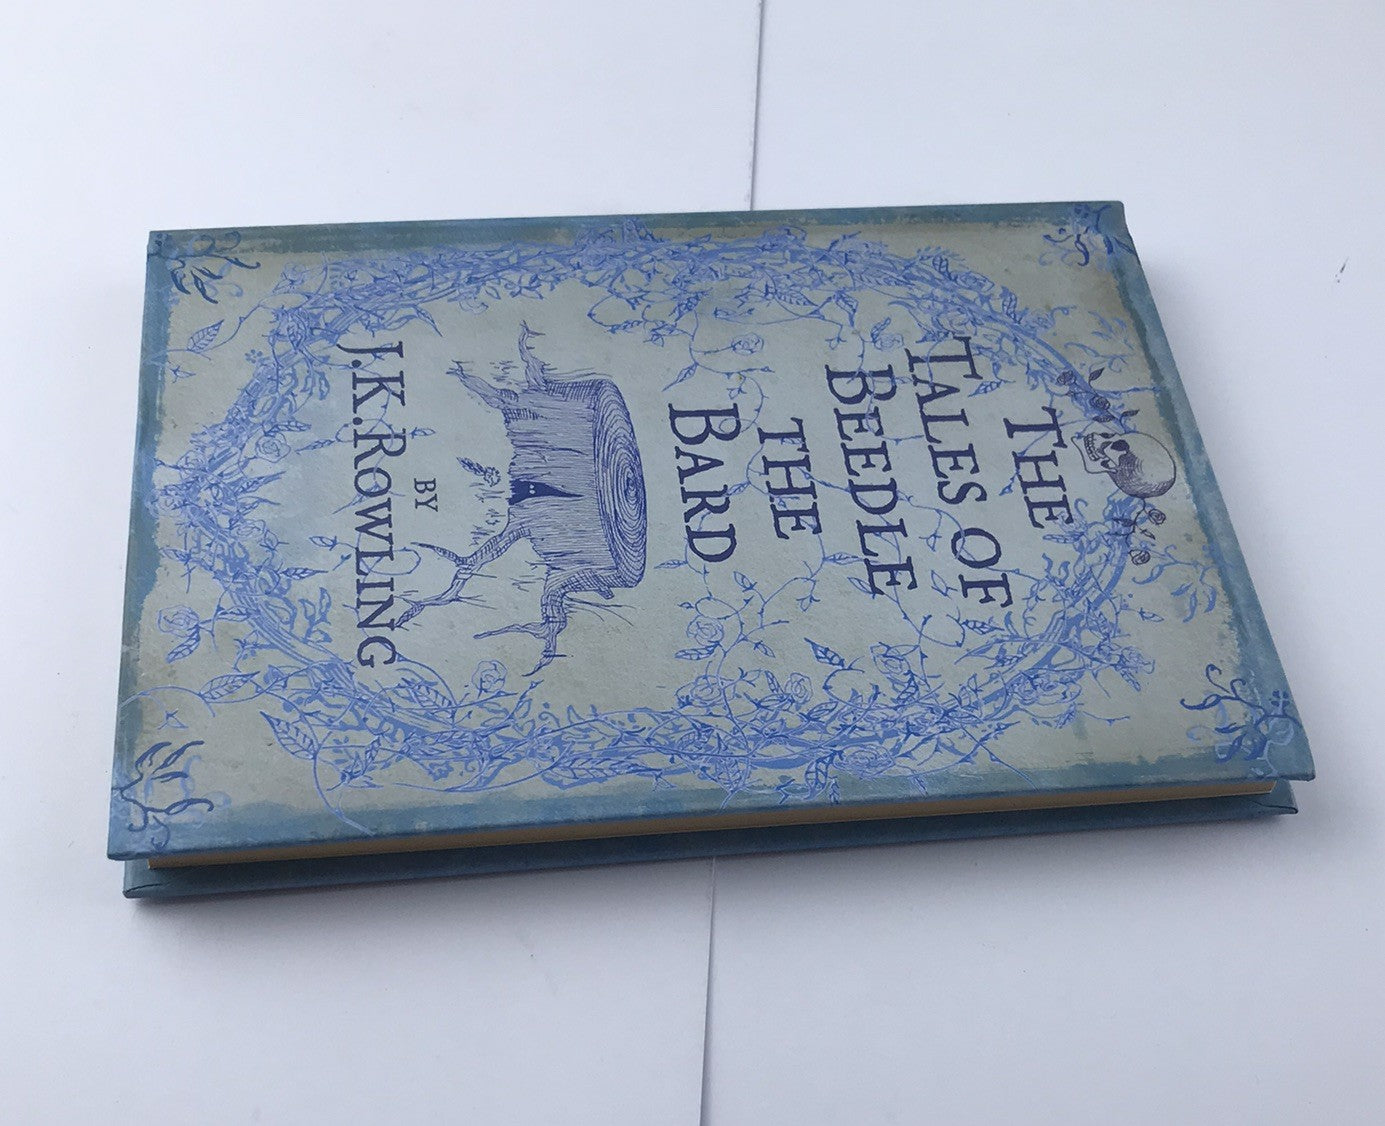 THE
TALES OF
BEEDLE
THE
BARD
BY
J.K.ROWLING